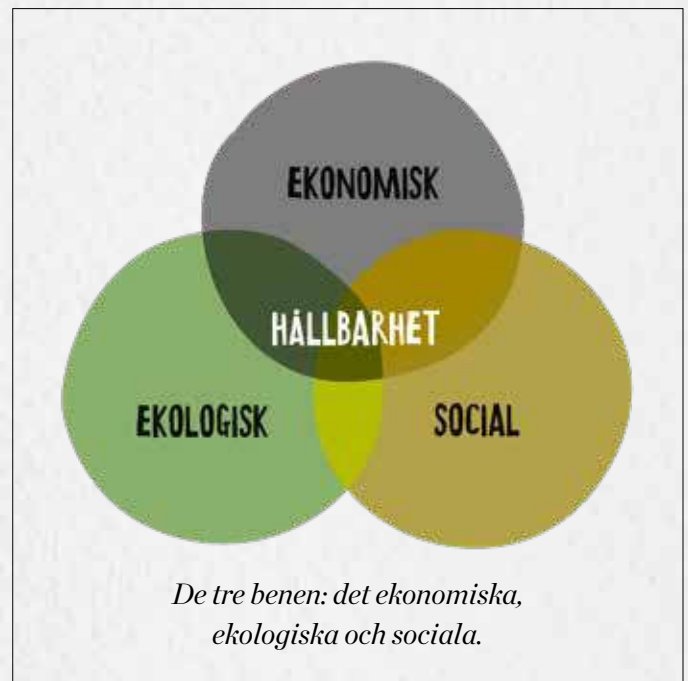 EKONOMISK
HÅLLBARHET
EKOLOGISK
SOCIAL
De tre benen: det ekonomiska,
ekologiska och sociala.